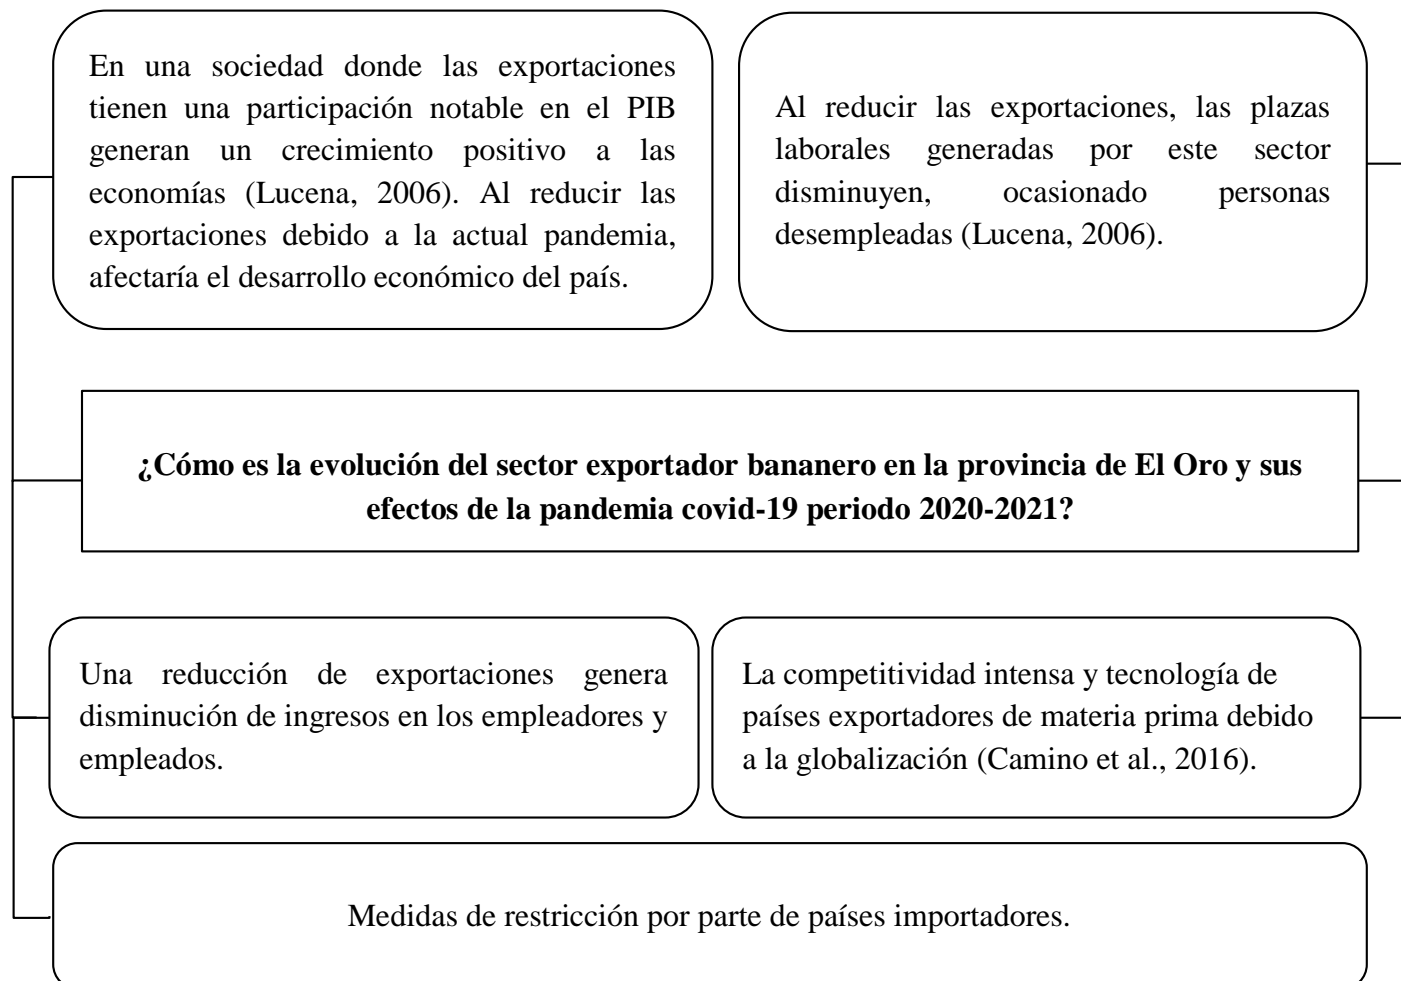 En una sociedad donde las exportaciones
tienen una participación notable en el PIB
generan un crecimiento positivo a las
economías (Lucena, 2006). Al reducir las
exportaciones debido a la actual pandemia,
afectaría el desarrollo económico del país.
Al reducir las exportaciones, las plazas
laborales generadas por este sector
disminuyen, ocasionado personas
desempleadas (Lucena, 2006).
¿Cómo es la evolución del sector exportador bananero en la provincia de El Oro y sus
efectos de la pandemia covid-19 periodo 2020-2021?
Una reducción de exportaciones genera
disminución de ingresos en los empleadores y
empleados.
La competitividad intensa y tecnología de
países exportadores de materia prima debido
a la globalización (Camino et al., 2016).
Medidas de restricción por parte de países importadores.